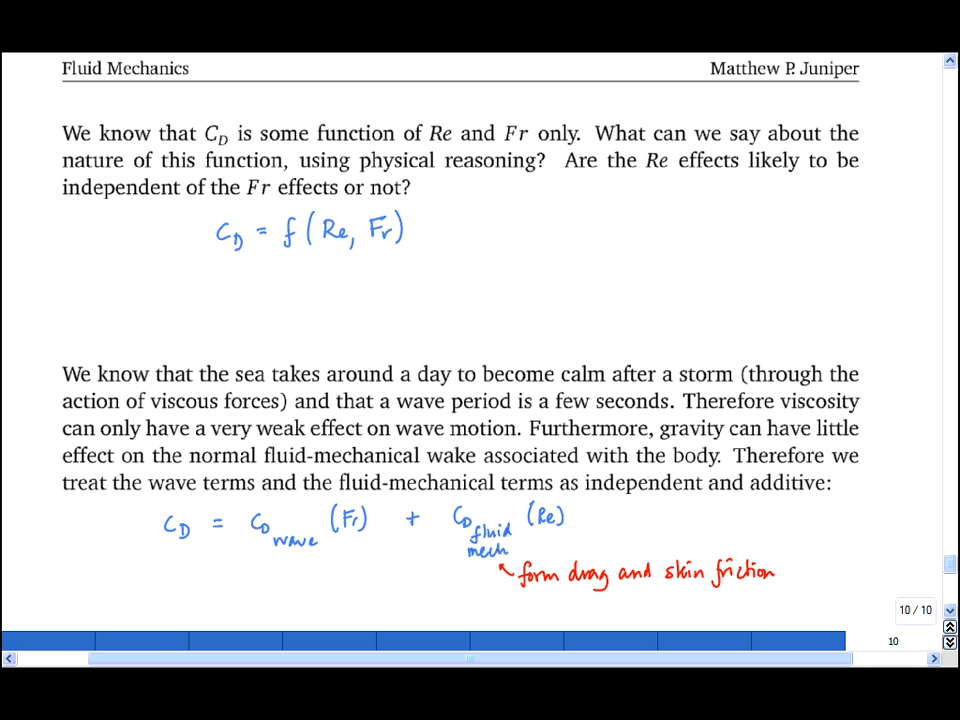 Fluid Mechanics Matthew P. Juniper
We know that C_D is some function of Re and Fr only. What can we say about the
nature of this function, using physical reasoning? Are the Re effects likely to be
independent of the Fr effects or not?
C_D = f(Re, Fr)
We know that the sea takes around a day to become calm after a storm (through the
action of viscous forces) and that a wave period is a few seconds. Therefore viscosity
can only have a very weak effect on wave motion. Furthermore, gravity can have little
effect on the normal fluid-mechanical wake associated with the body. Therefore we
treat the wave terms and the fluid-mechanical terms as independent and additive:
C_D = C_D wave (Fr) + C_D fluid mech (Re)
form drag and skin friction
10 / 10
10